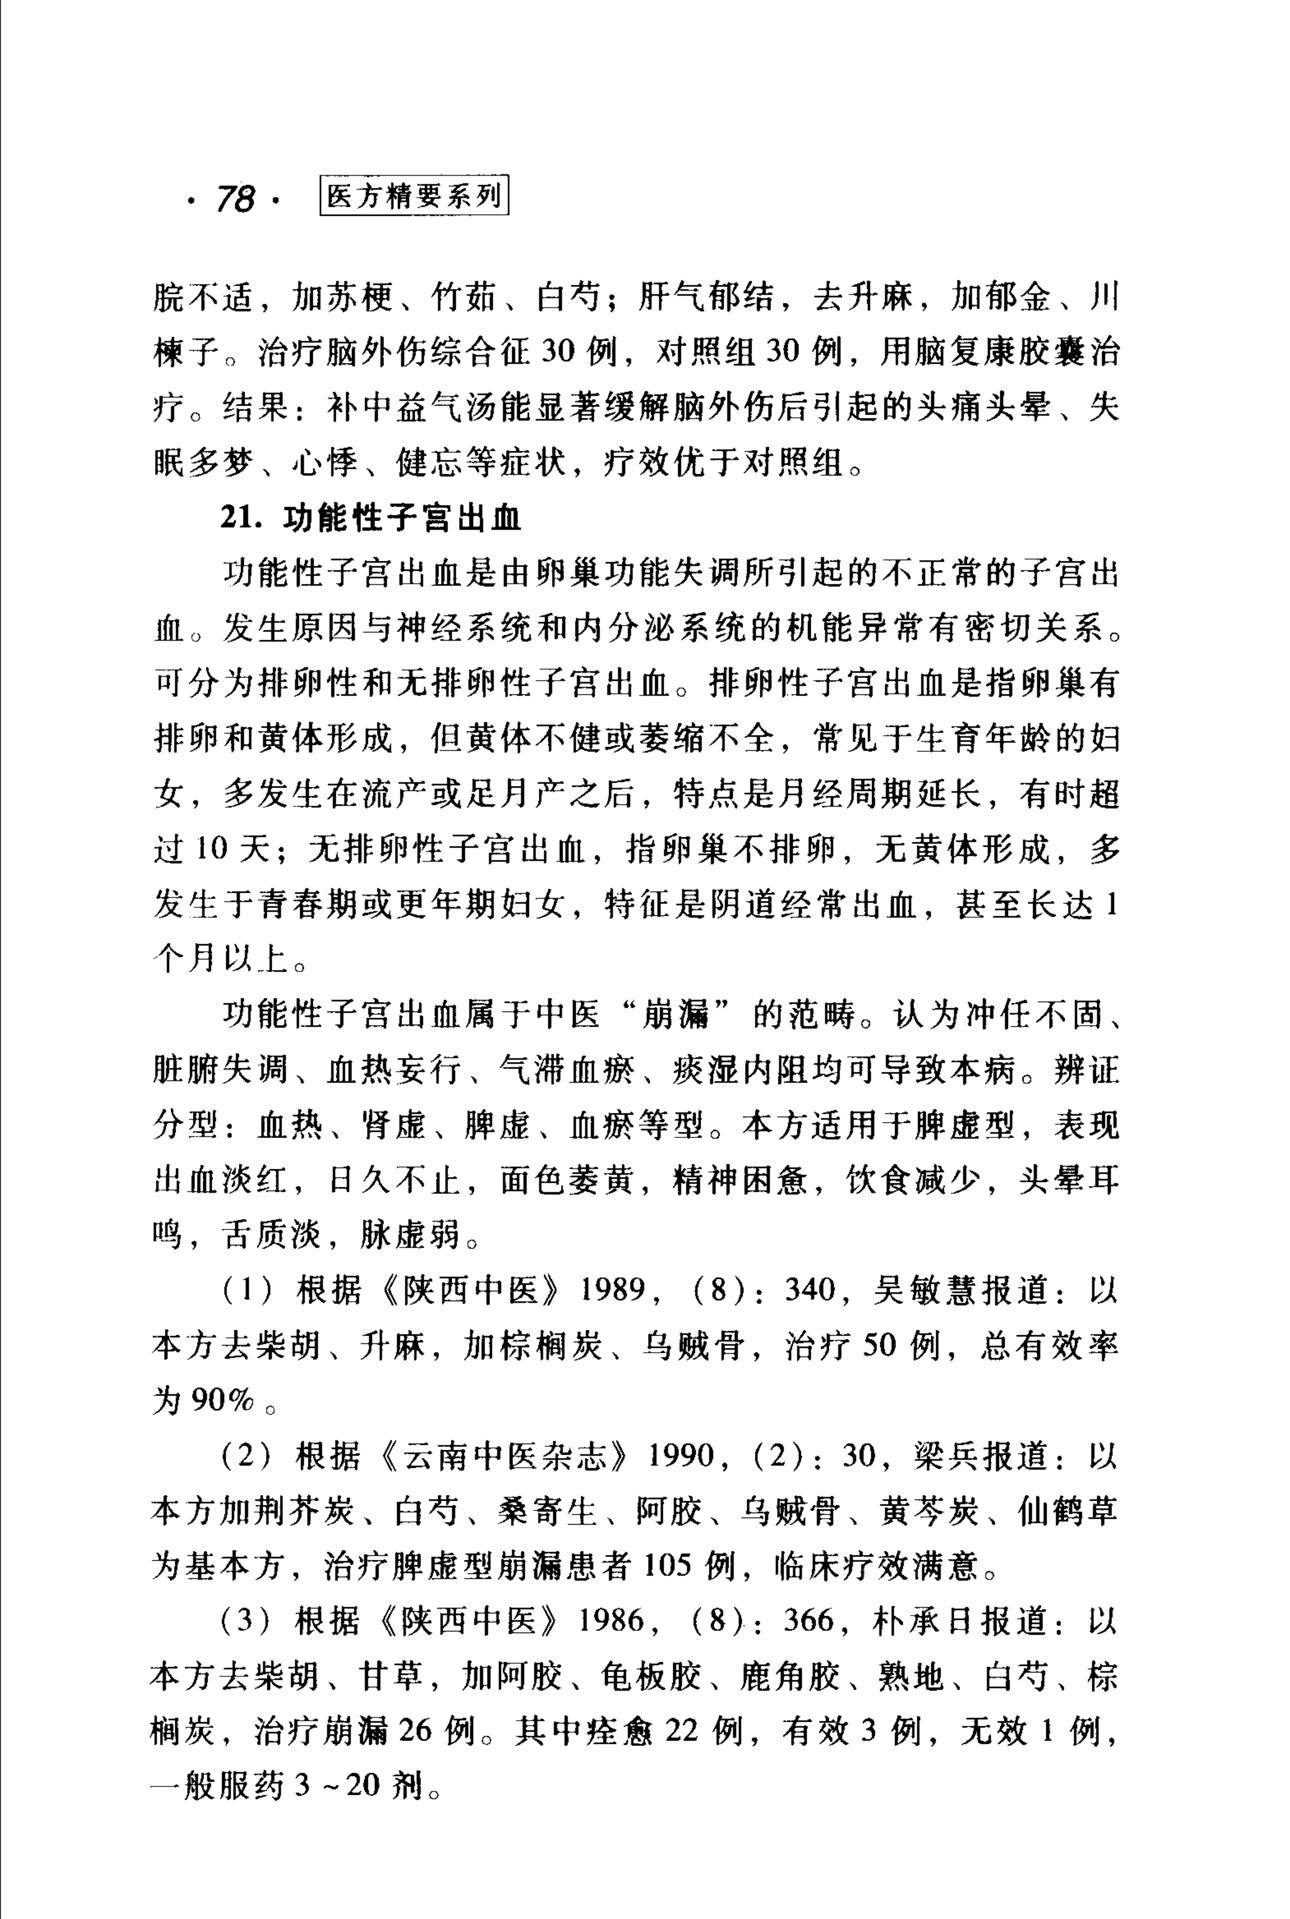 ·78· 医方精要系列
脘不适，加苏梗、竹茹、白芍；肝气郁结，去升麻，加郁金、川
楝子。治疗脑外伤综合征 30 例，对照组 30 例，用脑复康胶囊治
疗。结果：补中益气汤能显著缓解脑外伤后引起的头痛头晕、失
眠多梦、心悸、健忘等症状，疗效优于对照组。
21. 功能性子宫出血
功能性子宫出血是由卵巢功能失调所引起的不正常的子宫出
血。发生原因与神经系统和内分泌系统的机能异常有密切关系。
可分为排卵性和无排卵性子宫出血。排卵性子宫出血是指卵巢有
排卵和黄体形成，但黄体不健或萎缩不全，常见于生育年龄的妇
女，多发生在流产或足月产之后，特点是月经周期延长，有时超
过 10 天；无排卵性子宫出血，指卵巢不排卵，无黄体形成，多
发生于青春期或更年期妇女，特征是阴道经常出血，甚至长达 1
个月以上。
功能性子宫出血属于中医“崩漏”的范畴。认为冲任不固、
脏腑失调、血热妄行、气滞血瘀、痰湿内阻均可导致本病。辨证
分型：血热、肾虚、脾虚、血瘀等型。本方适用于脾虚型，表现
出血淡红，日久不止，面色萎黄，精神困惫，饮食减少，头晕耳
鸣，舌质淡，脉虚弱。
（1）根据《陕西中医》1989，（8）：340，吴敏慧报道：以
本方去柴胡、升麻，加棕榈炭、乌贼骨，治疗 50 例，总有效率
为 90%。
（2）根据《云南中医杂志》1990，（2）：30，梁兵报道：以
本方加荆芥炭、白芍、桑寄生、阿胶、乌贼骨、黄芩炭、仙鹤草
为基本方，治疗脾虚型崩漏患者 105 例，临床疗效满意。
（3）根据《陕西中医》1986，（8）：366，朴承日报道：以
本方去柴胡、甘草，加阿胶、龟板胶、鹿角胶、熟地、白芍、棕
榈炭，治疗崩漏 26 例。其中痊愈 22 例，有效 3 例，无效 1 例，
一般服药 3～20 剂。